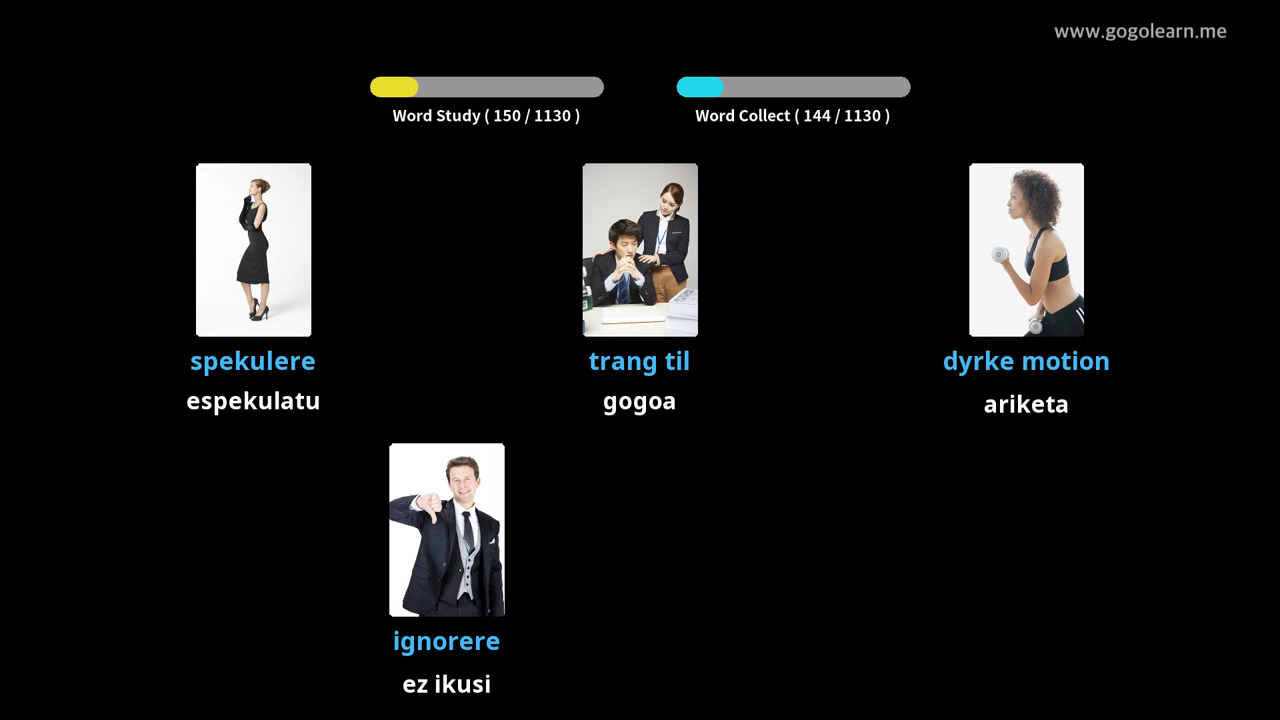 www.gogolearn.me
Word Study ( 150 / 1130 )
Word Collect ( 144 / 1130 )
spekulere
espekulatu
trang til
gogoa
dyrke motion
ariketa
ignorere
ez ikusi